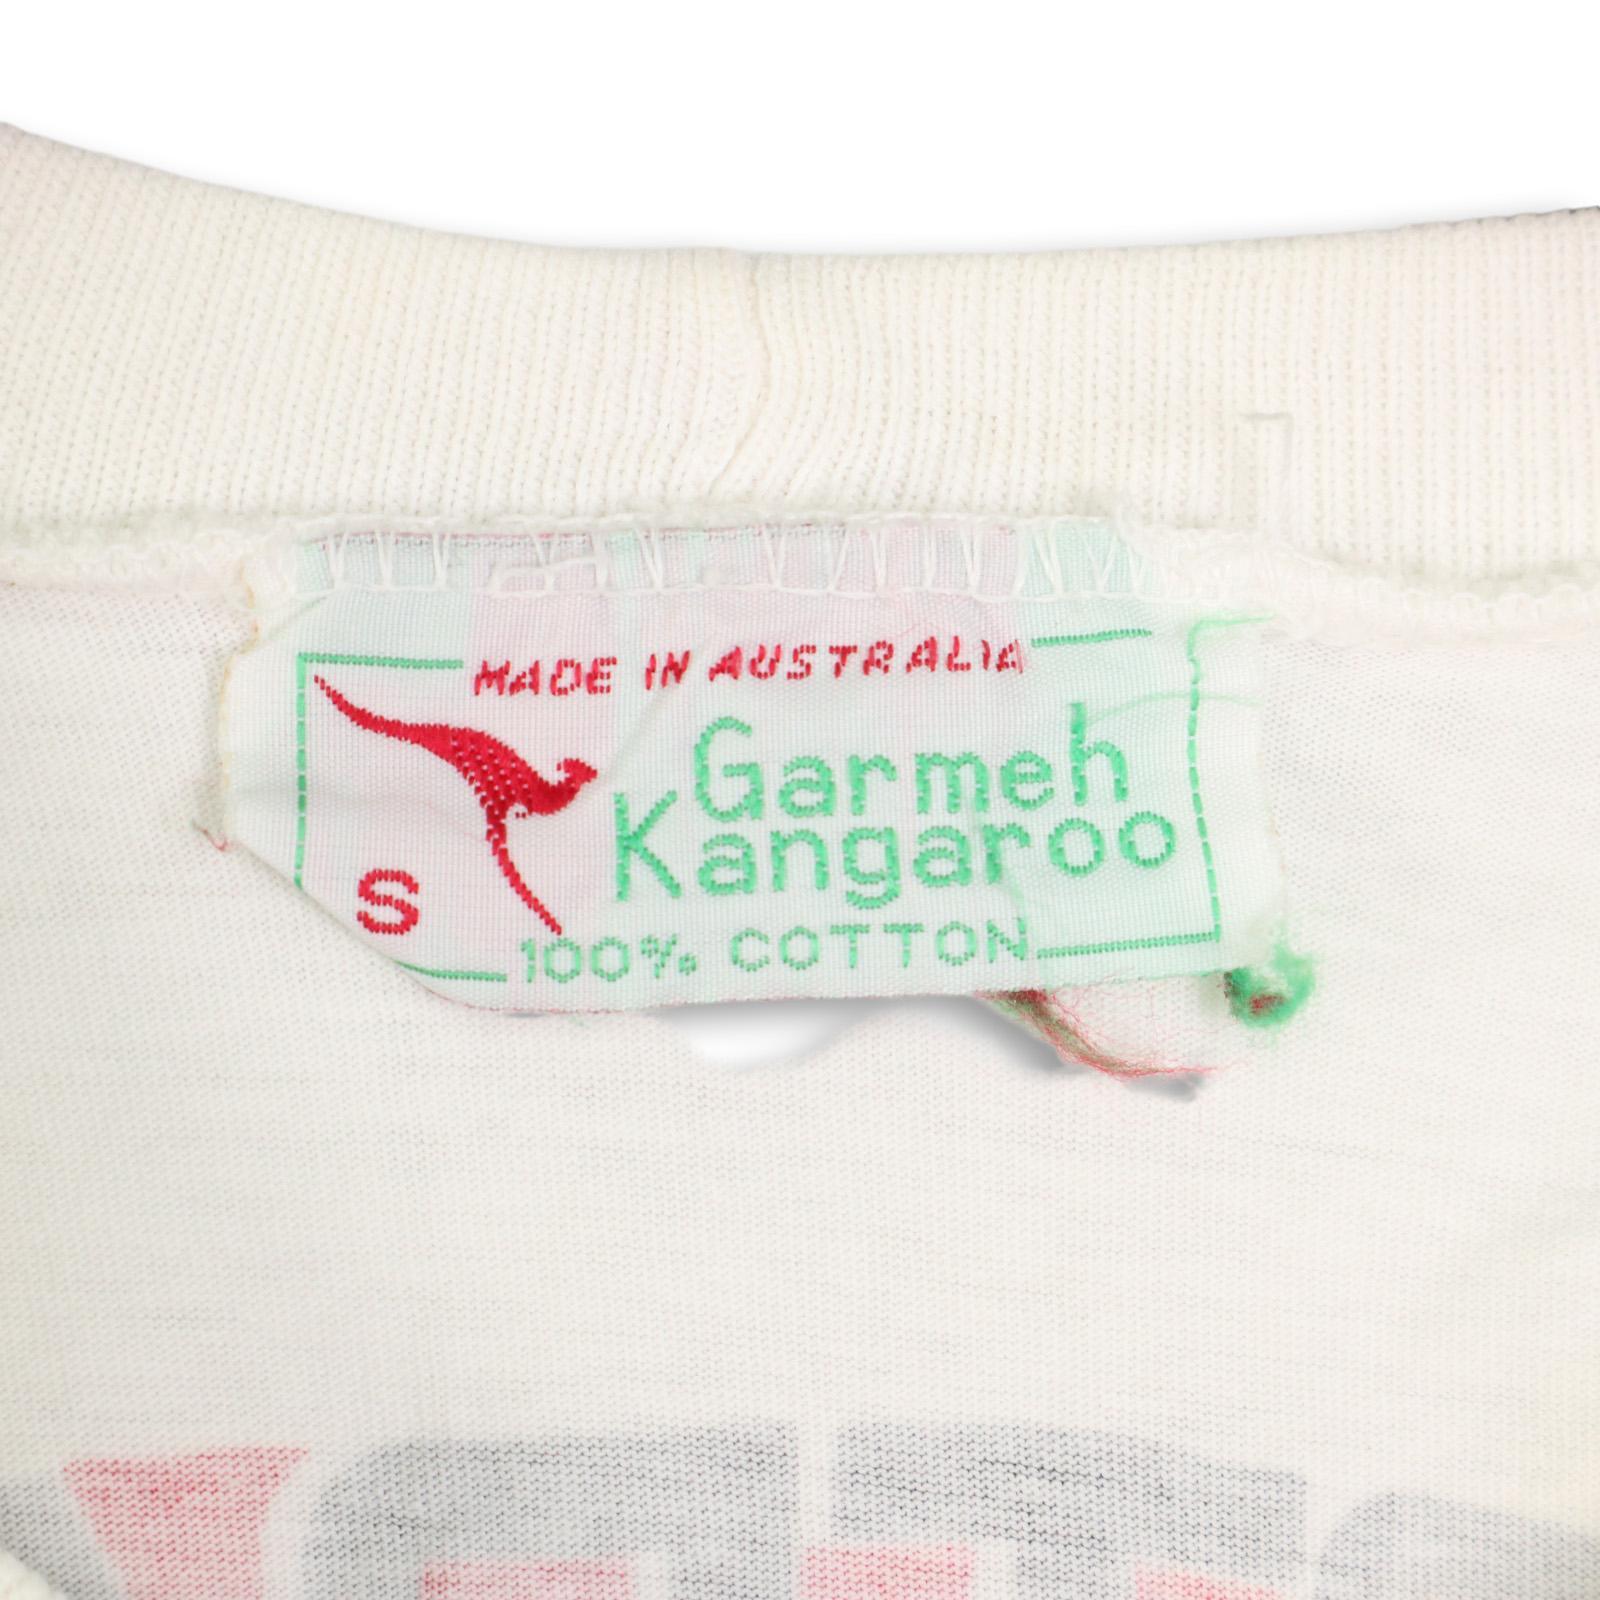 MADE IN AUSTRALIA
Garmeh
Kangaroo
S
100% COTTON